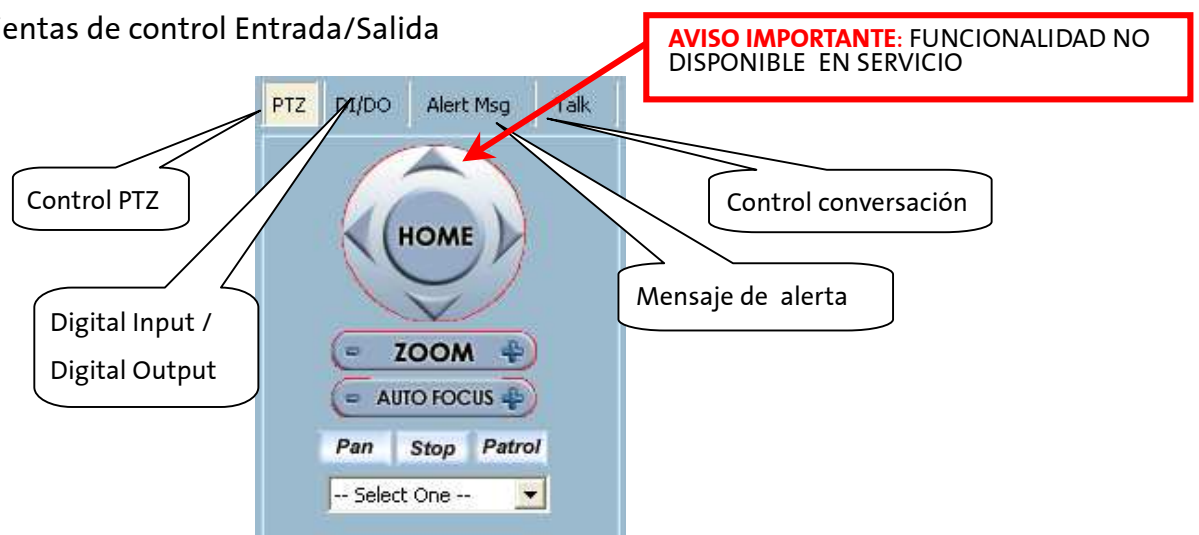 entas de control Entrada/Salida
AVISO IMPORTANTE: FUNCIONALIDAD NO
DISPONIBLE EN SERVICIO
PTZ
DI/DO
Alert Msg
Talk
Control PTZ
Control conversación
HOME
Mensaje de alerta
Digital Input /
Digital Output
- ZOOM +
- AUTO FOCUS +
Pan
Stop
Patrol
-- Select One --